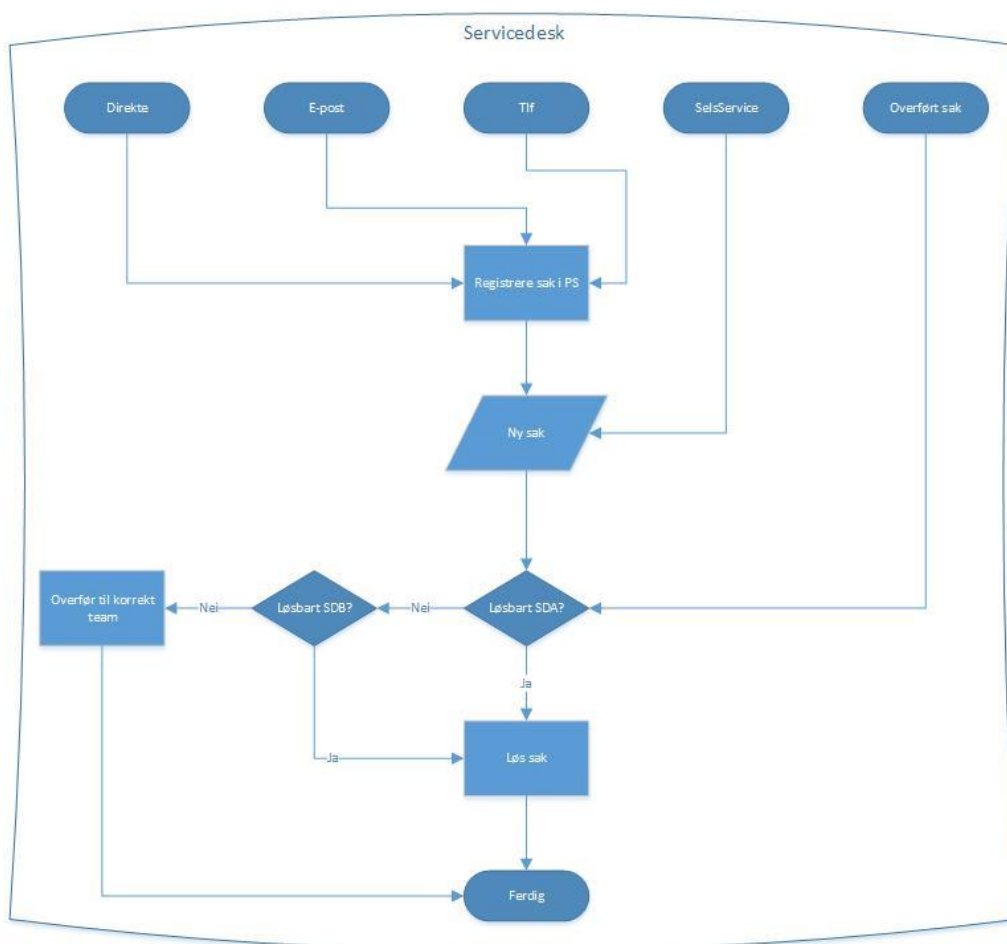 Servicedesk
Direkte
E-post
Tlf
SelsService
Overført sak
Registrere sak i PS
Ny sak
Overfør til korrekt
team
Nei
Løsbart SDB?
Nei
Løsbart SDA?
Ja
Ja
Løs sak
Ferdig